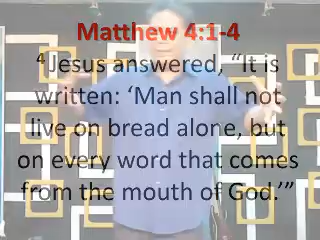 Matthew 4:1-4
4 Jesus answered, “It is
written: ‘Man shall not
live on bread alone, but
on every word that comes
from the mouth of God.’”